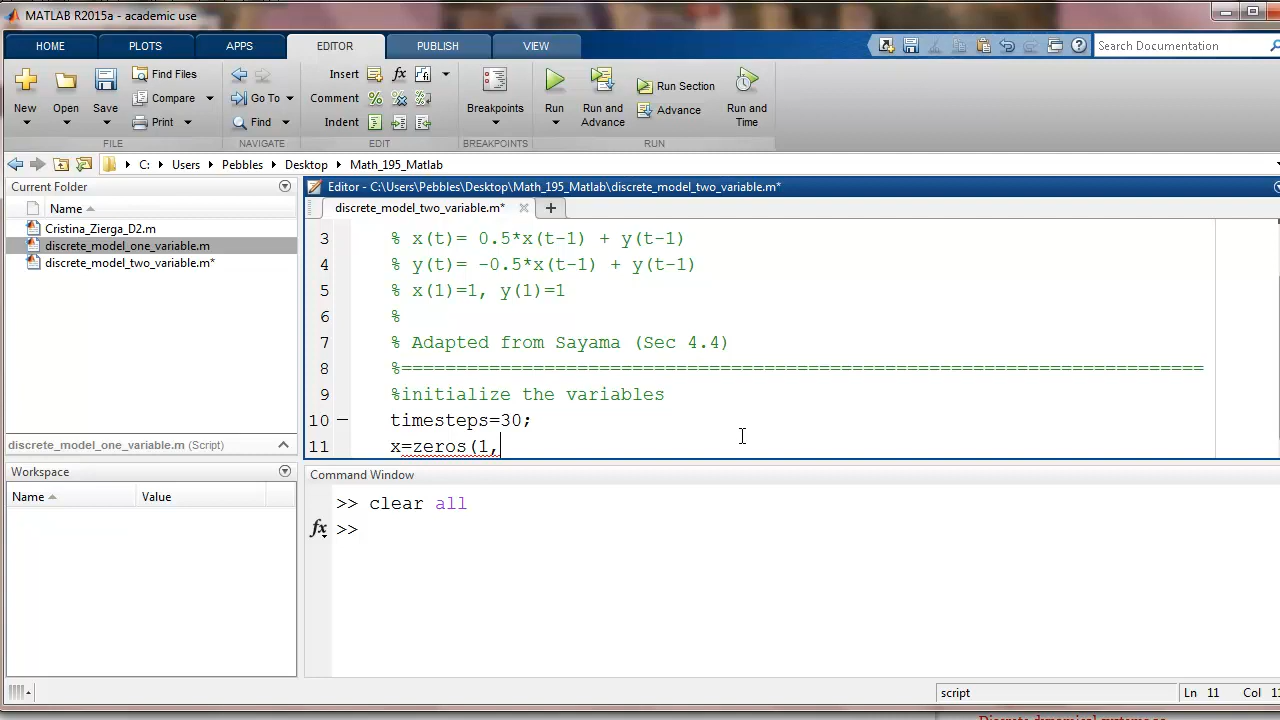 MATLAB R2015a - academic use
HOME PLOTS APPS EDITOR PUBLISH VIEW
Search Documentation
New Open Save
Find Files
Compare
Print
Go To
Find
Insert fx
Comment
Indent
Breakpoints
Run Run and Advance
Run Section
Advance
Run and Time
FILE NAVIGATE EDIT BREAKPOINTS RUN
C: Users Pebbles Desktop Math_195_Matlab
Current Folder
Name
Cristina_Zierga_D2.m
discrete_model_one_variable.m
discrete_model_two_variable.m*
discrete_model_one_variable.m (Script)
Workspace
Name Value
Editor - C:\Users\Pebbles\Desktop\Math_195_Matlab\discrete_model_two_variable.m*
discrete_model_two_variable.m*
3 % x(t)= 0.5*x(t-1) + y(t-1)
4 % y(t)= -0.5*x(t-1) + y(t-1)
5 % x(1)=1, y(1)=1
6 %
7 % Adapted from Sayama (Sec 4.4)
8 %=========================================================================
9 %initialize the variables
10 timesteps=30;
11 x=zeros(1,
Command Window
>> clear all
fx >>
script Ln 11 Col